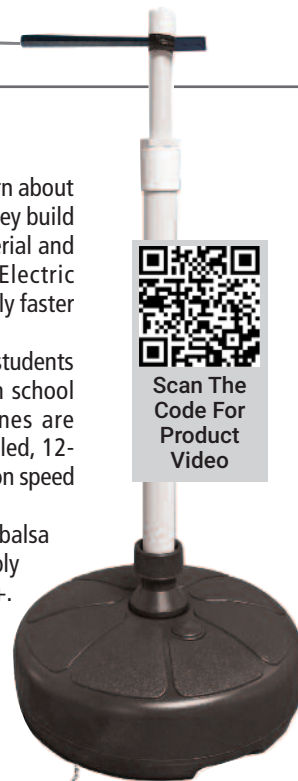 rn about
ey build
erial and
Electric
ly faster
students
n school
nes are
led, 12-
on speed
balsa
ply
+.
Scan The
Code For
Product
Video